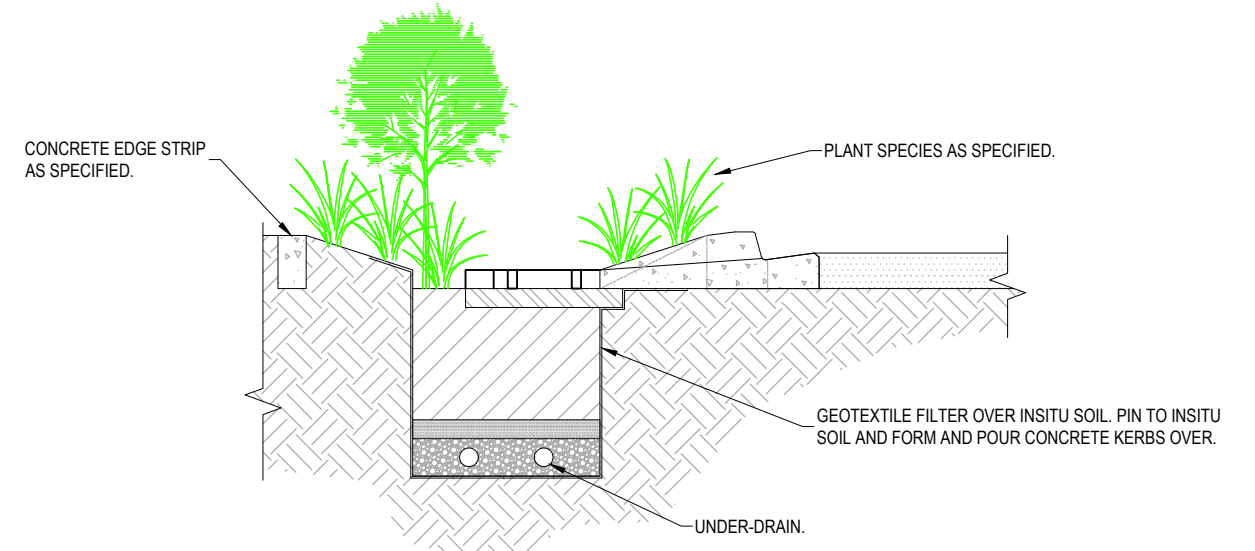 CONCRETE EDGE STRIP
AS SPECIFIED.
PLANT SPECIES AS SPECIFIED.
GEOTEXTILE FILTER OVER INSITU SOIL. PIN TO INSITU
SOIL AND FORM AND POUR CONCRETE KERBS OVER.
UNDER-DRAIN.